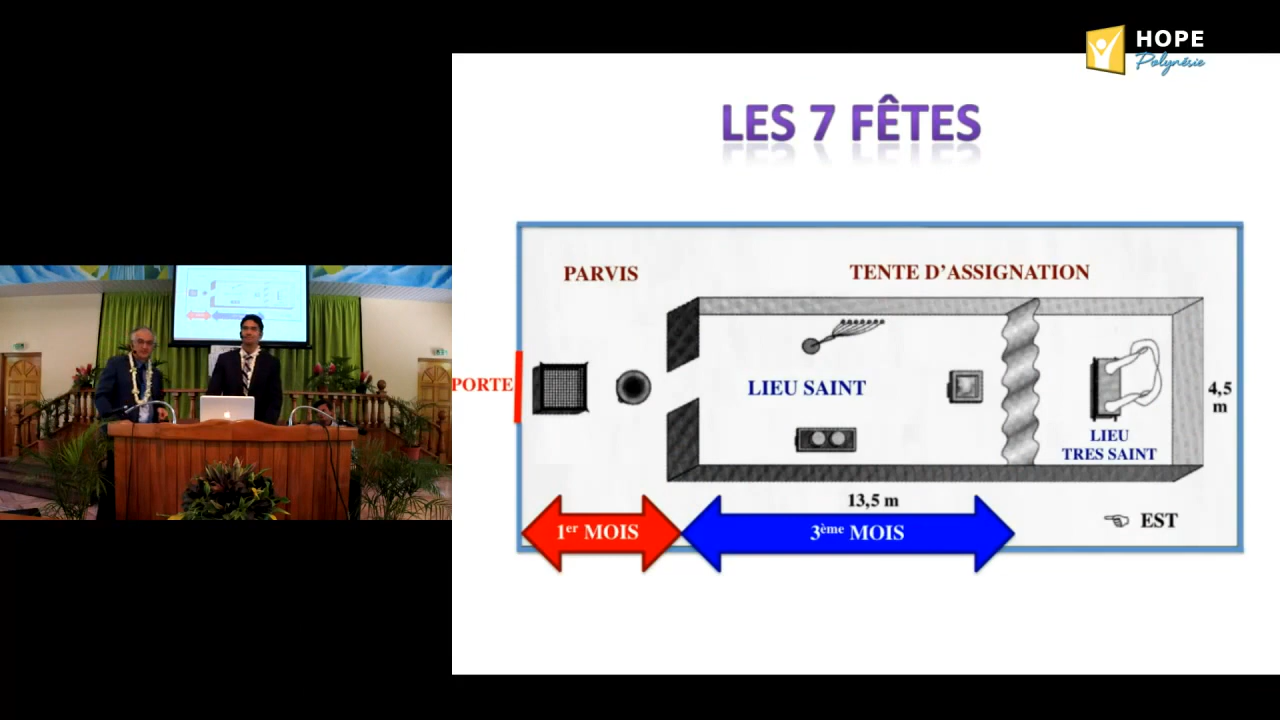 HOPE
Polynésie
LES 7 FÊTES
PARVIS
TENTE D'ASSIGNATION
PORTE
LIEU SAINT
4,5
m
LIEU
TRES SAINT
13,5 m
1er MOIS
3ème MOIS
EST